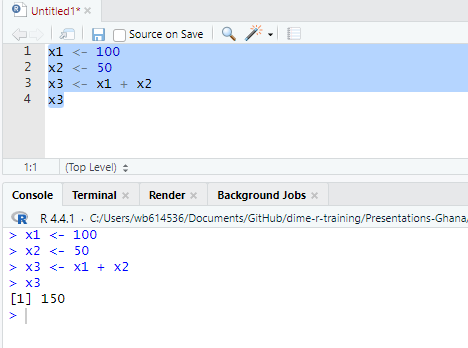 Untitled1*
Source on Save
1 x1 <- 100
2 x2 <- 50
3 x3 <- x1 + x2
4 x3
1:1 (Top Level)
Console Terminal Render Background Jobs
R R 4.4.1 · C:/Users/wb614536/Documents/GitHub/dime-r-training/Presentations-Ghana/
> x1 <- 100
> x2 <- 50
> x3 <- x1 + x2
> x3
[1] 150
>